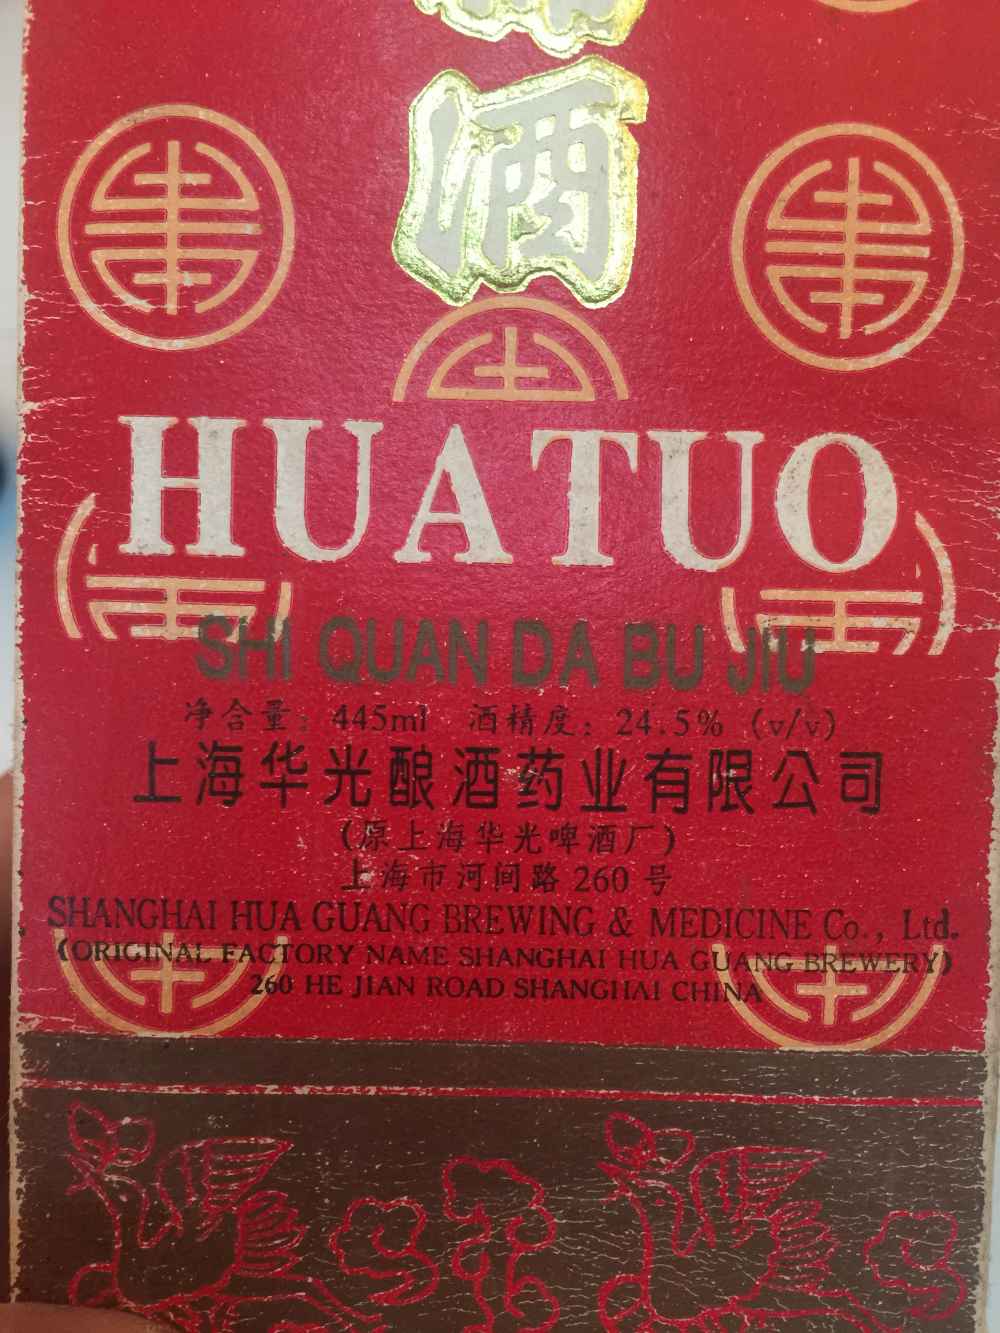 酒
HUATUO
SHI QUAN DA BU JIU
净含量：445ml 酒精度：24.5%（v/v）
上海华光酿酒药业有限公司
（原上海华光啤酒厂）
上海市河间路 260 号
SHANGHAI HUA GUANG BREWING & MEDICINE Co., Ltd.
(ORIGINAL FACTORY NAME SHANGHAI HUA GUANG BREWERY)
260 HE JIAN ROAD SHANGHAI CHINA